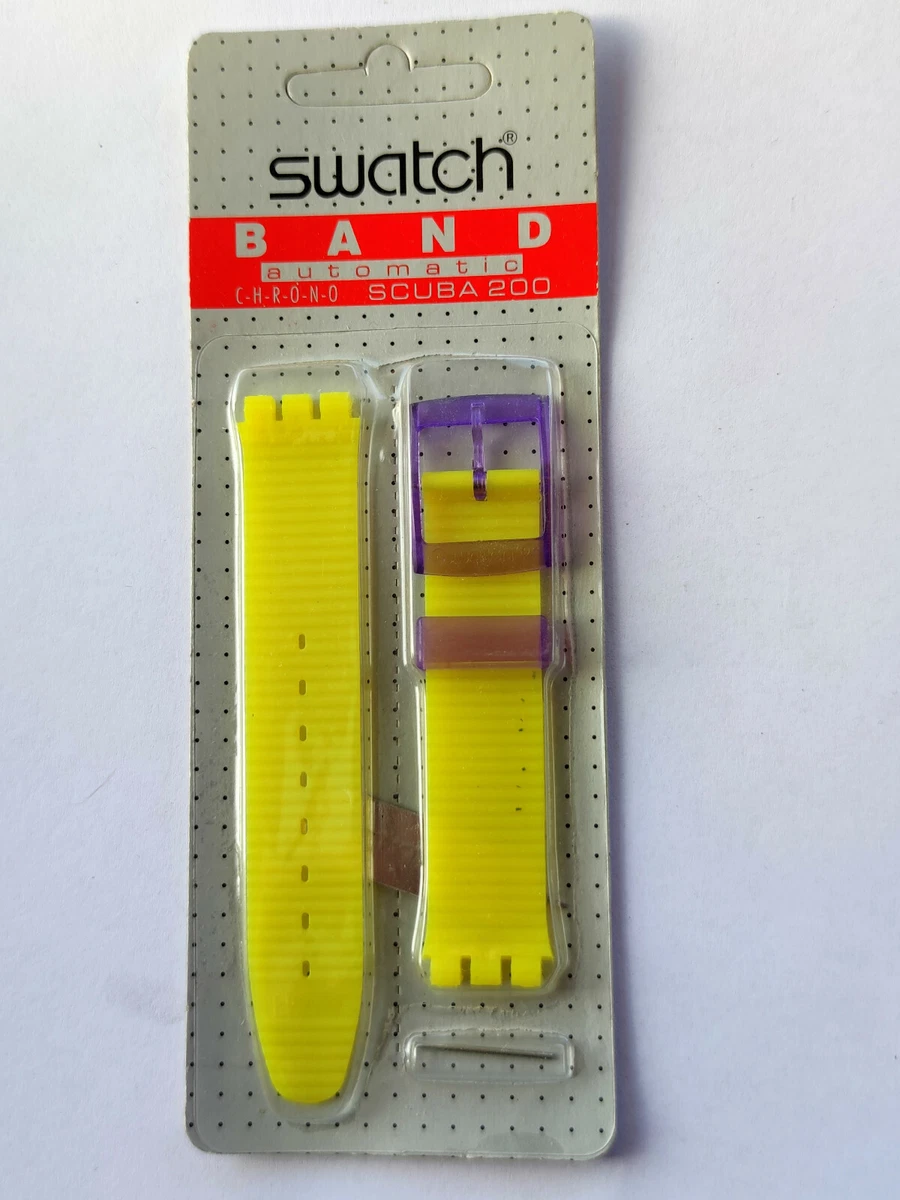 swatch®
BAND
automatic
C-H-R-O-N-O SCUBA 200